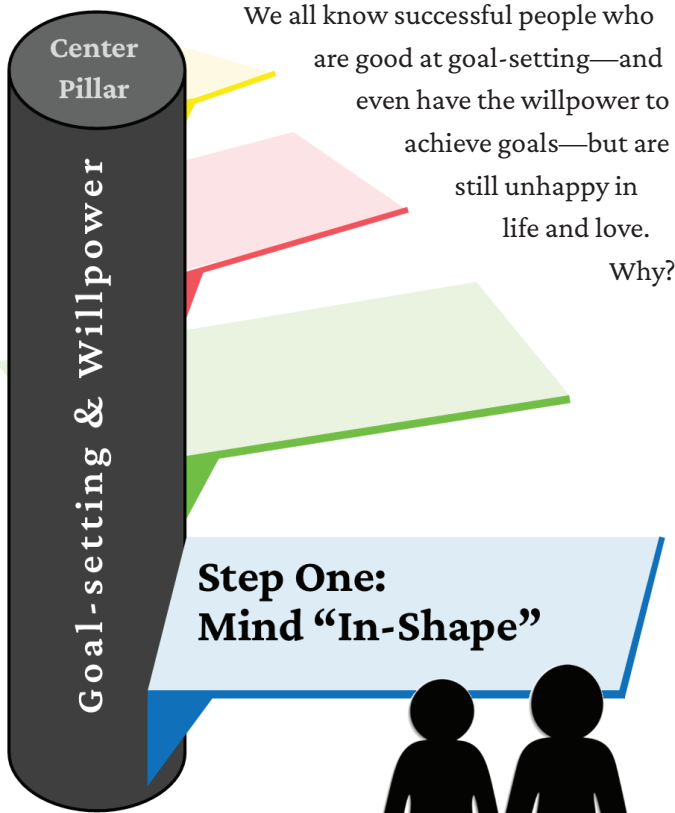 We all know successful people who
are good at goal-setting—and
even have the willpower to
achieve goals—but are
still unhappy in
life and love.
Why?
Center
Pillar
Goal-setting & Willpower
Step One:
Mind “In-Shape”